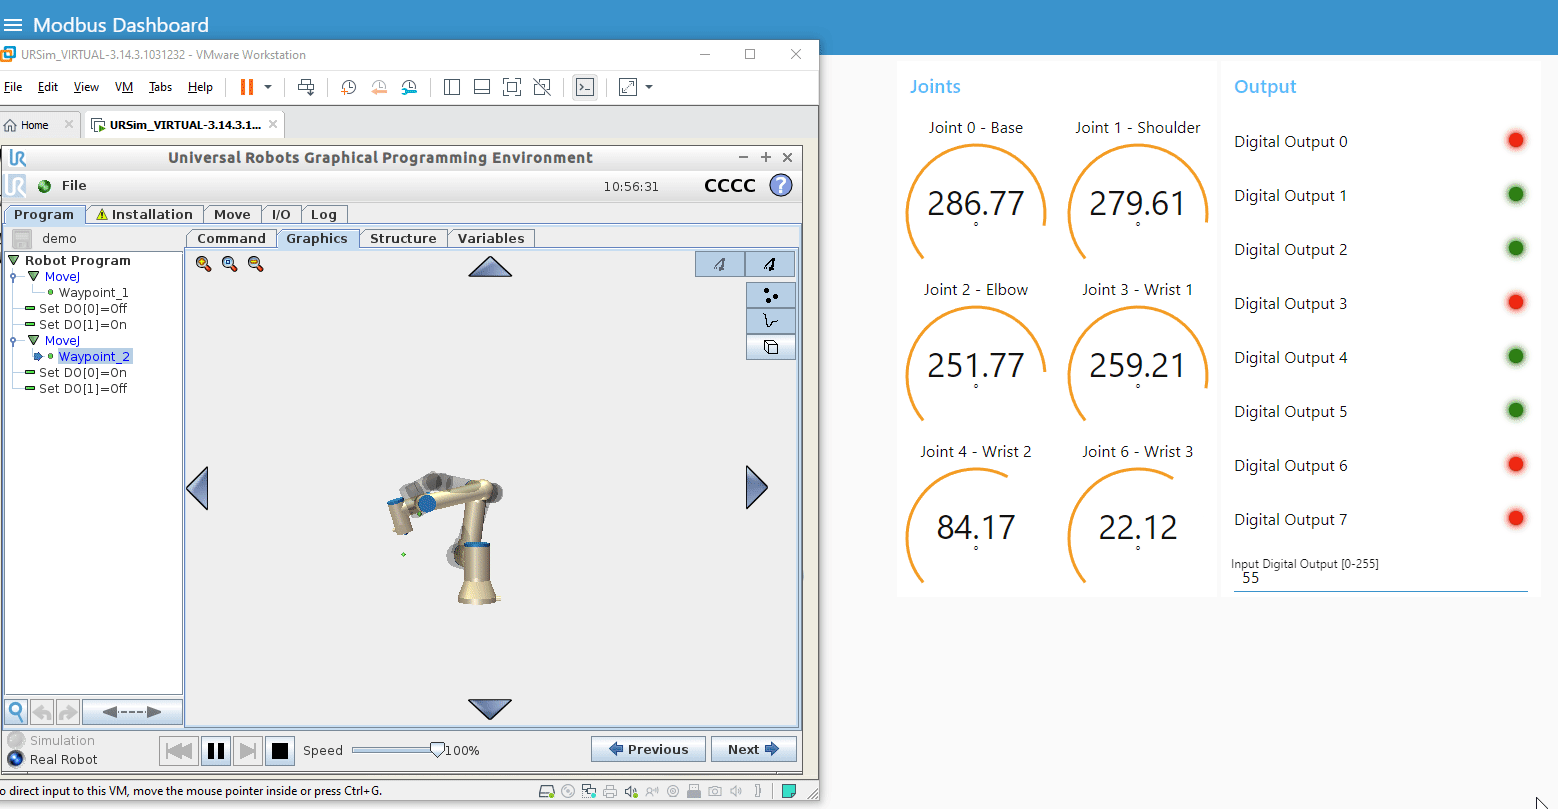 Modbus Dashboard
URSim_VIRTUAL-3.14.3.1031232 - VMware Workstation
File Edit View VM Tabs Help
Home URSim_VIRTUAL-3.14.3.1...
UR Universal Robots Graphical Programming Environment
UR File 10:56:31 CCCC ?
Program Installation Move I/O Log
demo Command Graphics Structure Variables
Robot Program
MoveJ
Waypoint_1
Set DO[0]=Off
Set DO[1]=On
MoveJ
Waypoint_2
Set DO[0]=On
Set DO[1]=Off
Simulation
Real Robot
Speed 100%
Previous Next
o direct input to this VM, move the mouse pointer inside or press Ctrl+G.
Joints
Joint 0 - Base Joint 1 - Shoulder
286.77 279.61
° °
Joint 2 - Elbow Joint 3 - Wrist 1
251.77 259.21
° °
Joint 4 - Wrist 2 Joint 6 - Wrist 3
84.17 22.12
° °
Output
Digital Output 0
Digital Output 1
Digital Output 2
Digital Output 3
Digital Output 4
Digital Output 5
Digital Output 6
Digital Output 7
Input Digital Output [0-255]
55